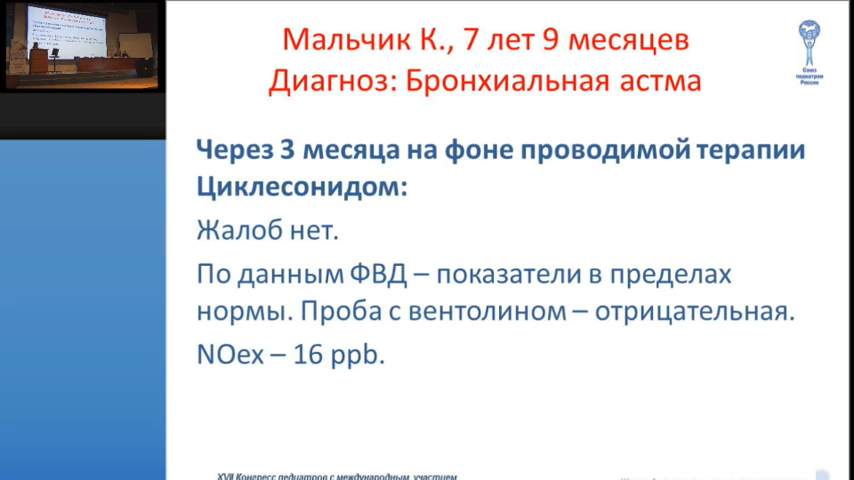 Мальчик К., 7 лет 9 месяцев
Диагноз: Бронхиальная астма
Союз
педиатров
России
Через 3 месяца на фоне проводимой терапии
Циклесонидом:
Жалоб нет.
По данным ФВД – показатели в пределах
нормы. Проба с вентолином – отрицательная.
NOex – 16 ppb.
XVII Конгресс педиатров с международным участием